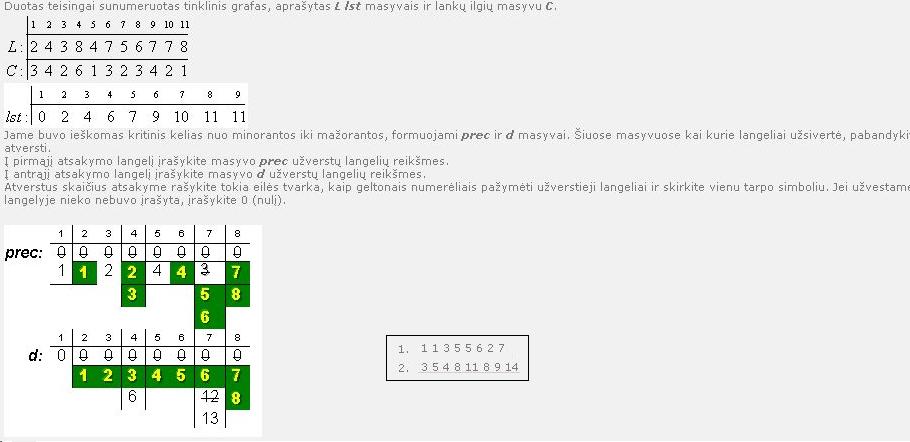 Duotas teisingai sunumeruotas tinklinis grafas, aprašytas L lst masyvais ir lankų ilgių masyvu C.
1 2 3 4 5 6 7 8 9 10 11
L: 2 4 3 8 4 7 5 6 7 7 8
C: 3 4 2 6 1 3 2 3 4 2 1
1 2 3 4 5 6 7 8 9
lst: 0 2 4 6 7 9 10 11 11
Jame buvo ieškomas kritinis kelias nuo minorantos iki mažorantos, formuojami prec ir d masyvai. Šiuose masyvuose kai kurie langeliai užsivertė, pabandyki
atversti.
Į pirmąjį atsakymo langelį įrašykite masyvo prec užverstų langelių reikšmes.
Į antrąjį atsakymo langelį įrašykite masyvo d užverstų langelių reikšmes.
Atverstus skaičius atsakyme rašykite tokia eilės tvarka, kaip geltonais numerėliais pažymėti užverstieji langeliai ir skirkite vienu tarpo simboliu. Jei užvestame
langelyje nieko nebuvo įrašyta, įrašykite 0 (nulį).
1 2 3 4 5 6 7 8
prec: 0 0 0 0 0 0 0 0
1 1 2 2 4 4 3 7
3 5 8
6
1 2 3 4 5 6 7 8
d: 0 0 0 0 0 0 0 0
1 2 3 4 5 6 7
6 12 8
13
1. 1 1 3 5 5 6 2 7
2. 3 5 4 8 11 8 9 14